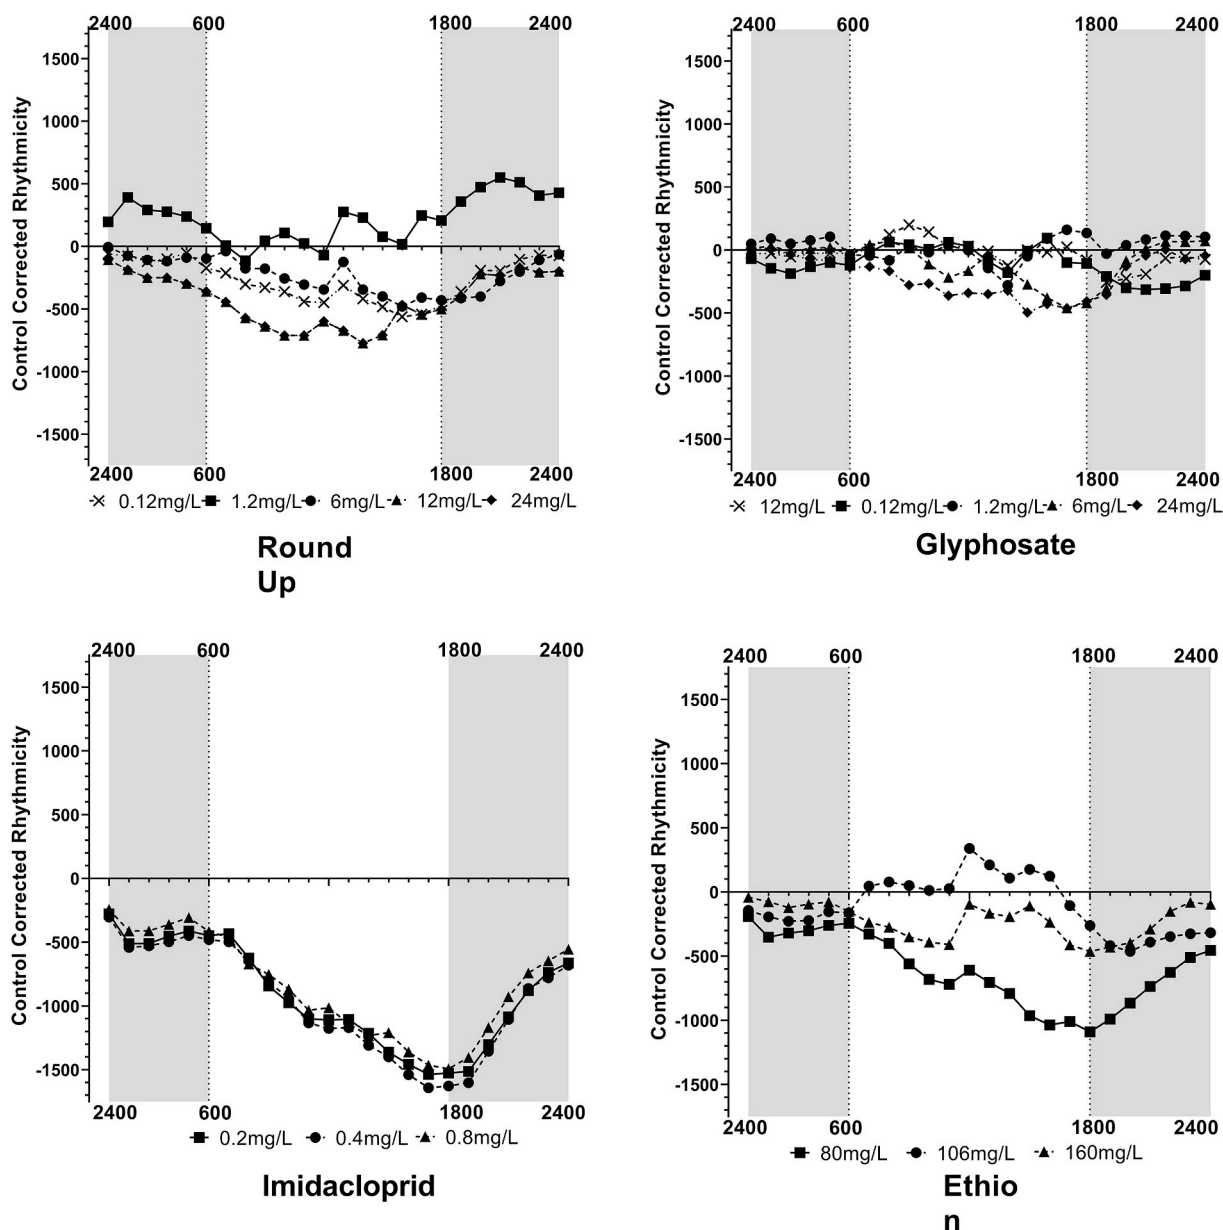 2400 600 1800 2400
1500
1000
500
0
-500
-1000
-1500
Control Corrected Rhythmicity
2400 600 1800 2400
0.12mg/L 1.2mg/L 6mg/L 12mg/L 24mg/L
Round
Up
2400 600 1800 2400
1500
1000
500
0
-500
-1000
-1500
Control Corrected Rhythmicity
2400 600 1800 2400
12mg/L 0.12mg/L 1.2mg/L 6mg/L 24mg/L
Glyphosate
2400 600 1800 2400
1500
1000
500
0
-500
-1000
-1500
Control Corrected Rhythmicity
2400 600 1800 2400
0.2mg/L 0.4mg/L 0.8mg/L
Imidacloprid
2400 600 1800 2400
1500
1000
500
0
-500
-1000
-1500
Control Corrected Rhythmicity
2400 600 1800 2400
80mg/L 106mg/L 160mg/L
Ethio
n